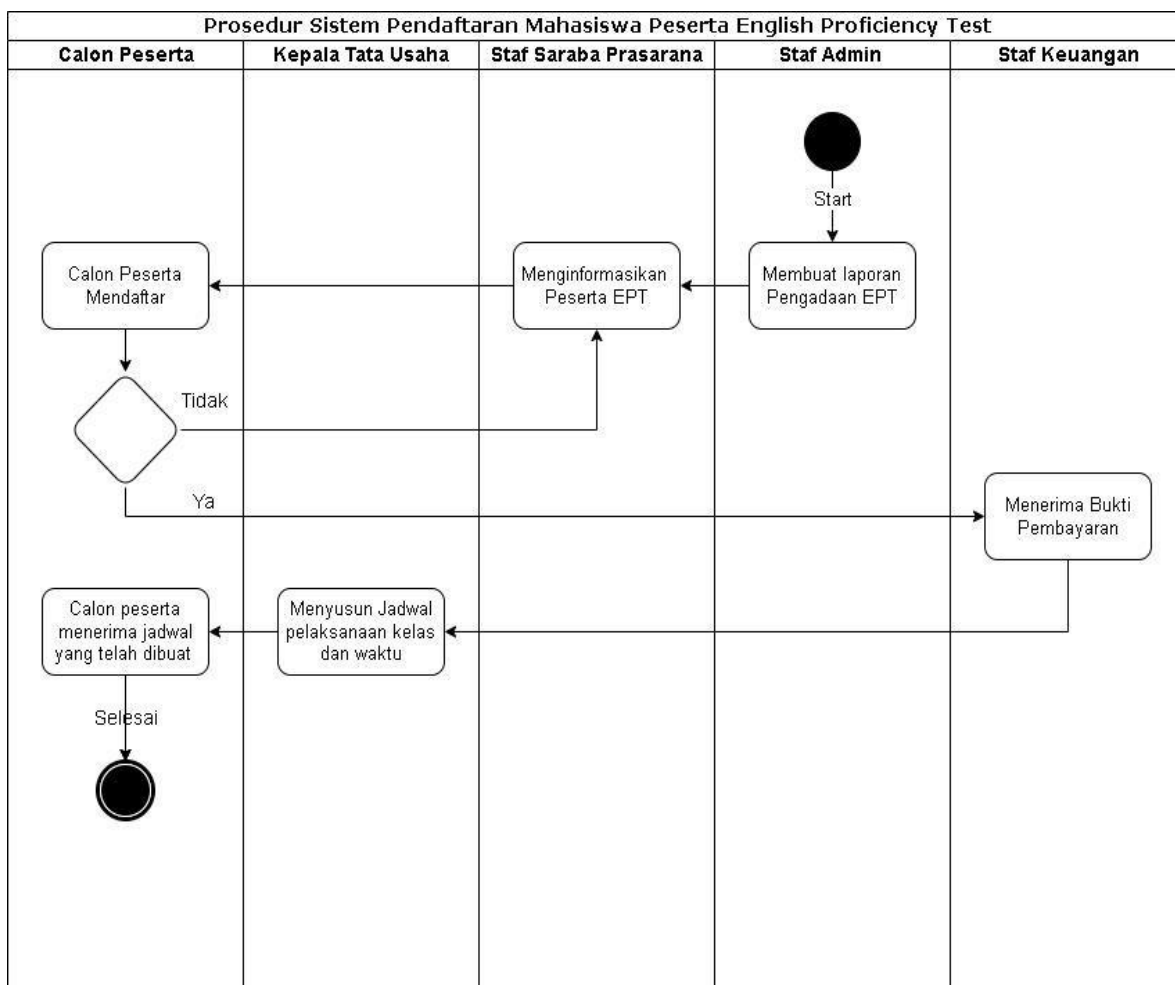 Prosedur Sistem Pendaftaran Mahasiswa Peserta English Proficiency Test
Calon Peserta
Kepala Tata Usaha
Staf Saraba Prasarana
Staf Admin
Staf Keuangan
Start
Calon Peserta
Mendaftar
Menginformasikan
Peserta EPT
Membuat laporan
Pengadaan EPT
Tidak
Ya
Menerima Bukti
Pembayaran
Calon peserta
menerima jadwal
yang telah dibuat
Menyusun Jadwal
pelaksanaan kelas
dan waktu
Selesai